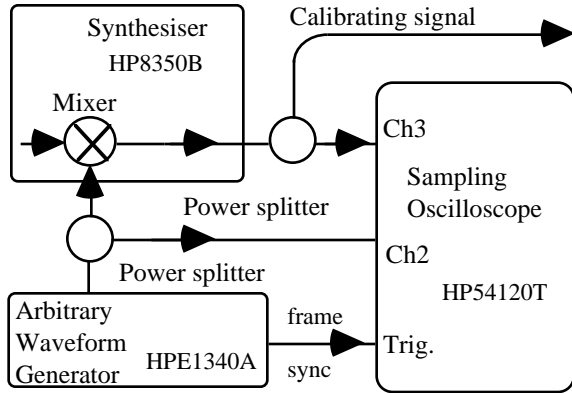 Synthesiser
HP8350B
Mixer
Calibrating signal
Ch3
Sampling
Oscilloscope
Power splitter
Ch2
Power splitter
HP54120T
Arbitrary
Waveform
Generator
HPE1340A
frame
sync
Trig.